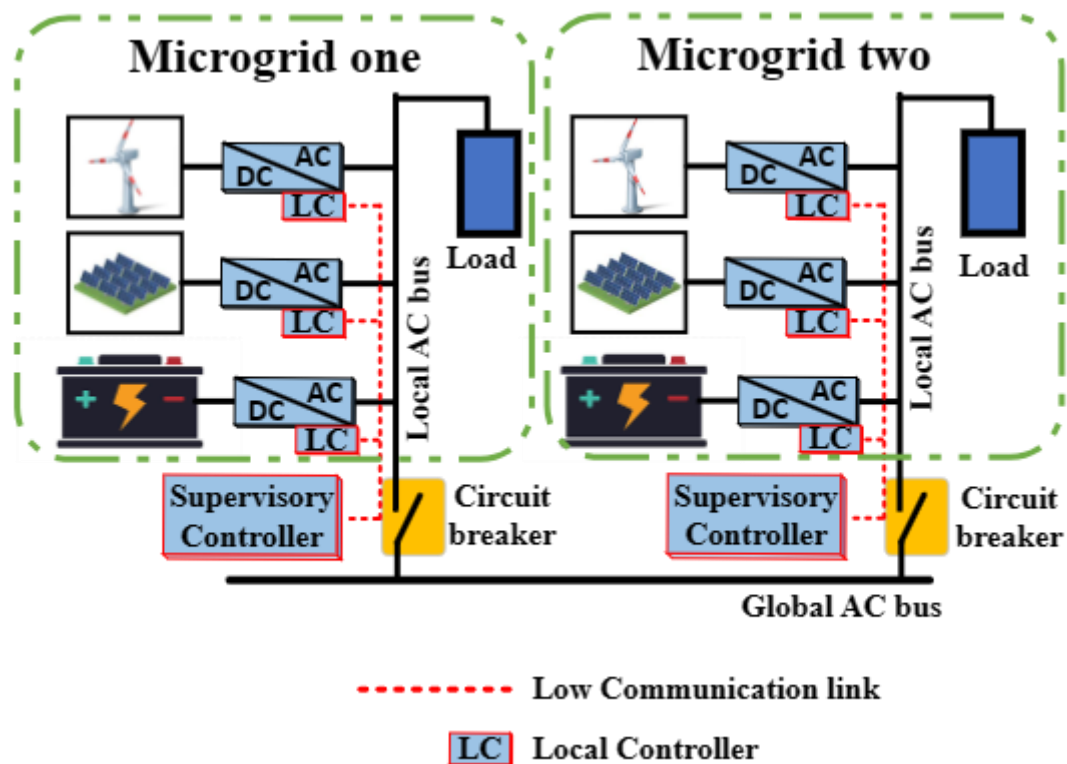 Microgrid one
AC
DC
LC
AC
DC
LC
AC
DC
LC
Local AC bus
Load
+ -
Supervisory
Controller
Circuit
breaker
Microgrid two
AC
DC
LC
AC
DC
LC
AC
DC
LC
Local AC bus
Load
+ -
Supervisory
Controller
Circuit
breaker
Global AC bus
Low Communication link
LC Local Controller